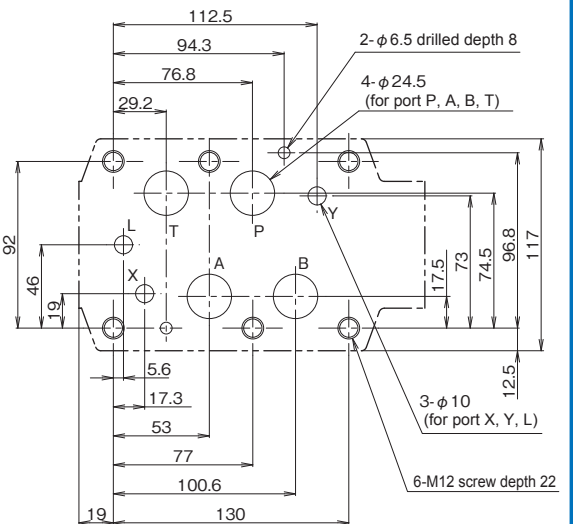 112.5
94.3
2-φ6.5 drilled depth 8
76.8
4-φ24.5
(for port P, A, B, T)
29.2
T
P
Y
L
X
A
B
92
46
19
17.5
73
74.5
96.8
117
12.5
5.6
17.3
3-φ10
(for port X, Y, L)
53
77
100.6
6-M12 screw depth 22
19
130